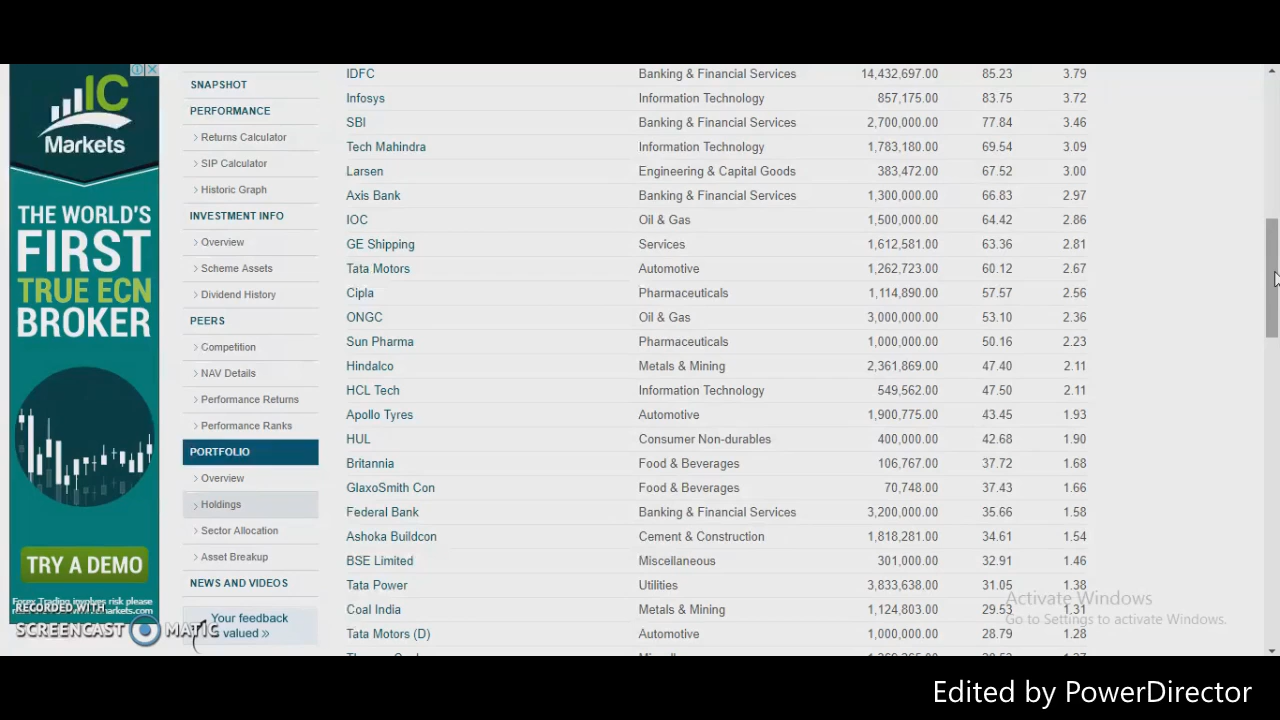 IC
Markets
THE WORLD'S
FIRST
TRUE ECN
BROKER
TRY A DEMO
Forex Trading involves risk please
RECORDED WITH
SCREENCAST MATIC
SNAPSHOT
PERFORMANCE
Returns Calculator
SIP Calculator
Historic Graph
INVESTMENT INFO
Overview
Scheme Assets
Dividend History
PEERS
Competition
NAV Details
Performance Returns
Performance Ranks
PORTFOLIO
Overview
Holdings
Sector Allocation
Asset Breakup
NEWS AND VIDEOS
Your feedback
valued »
IDFC Banking & Financial Services 14,432,697.00 85.23 3.79
Infosys Information Technology 857,175.00 83.75 3.72
SBI Banking & Financial Services 2,700,000.00 77.84 3.46
Tech Mahindra Information Technology 1,783,180.00 69.54 3.09
Larsen Engineering & Capital Goods 383,472.00 67.52 3.00
Axis Bank Banking & Financial Services 1,300,000.00 66.83 2.97
IOC Oil & Gas 1,500,000.00 64.42 2.86
GE Shipping Services 1,612,581.00 63.36 2.81
Tata Motors Automotive 1,262,723.00 60.12 2.67
Cipla Pharmaceuticals 1,114,890.00 57.57 2.56
ONGC Oil & Gas 3,000,000.00 53.10 2.36
Sun Pharma Pharmaceuticals 1,000,000.00 50.16 2.23
Hindalco Metals & Mining 2,361,869.00 47.40 2.11
HCL Tech Information Technology 549,562.00 47.50 2.11
Apollo Tyres Automotive 1,900,775.00 43.45 1.93
HUL Consumer Non-durables 400,000.00 42.68 1.90
Britannia Food & Beverages 106,767.00 37.72 1.68
GlaxoSmith Con Food & Beverages 70,748.00 37.43 1.66
Federal Bank Banking & Financial Services 3,200,000.00 35.66 1.58
Ashoka Buildcon Cement & Construction 1,818,281.00 34.61 1.54
BSE Limited Miscellaneous 301,000.00 32.91 1.46
Tata Power Utilities 3,833,638.00 31.05 1.38
Coal India Metals & Mining 1,124,803.00 29.53 1.31
Tata Motors (D) Automotive 1,000,000.00 28.79 1.28
Activate Windows
Go to Settings to activate Windows.
Edited by PowerDirector